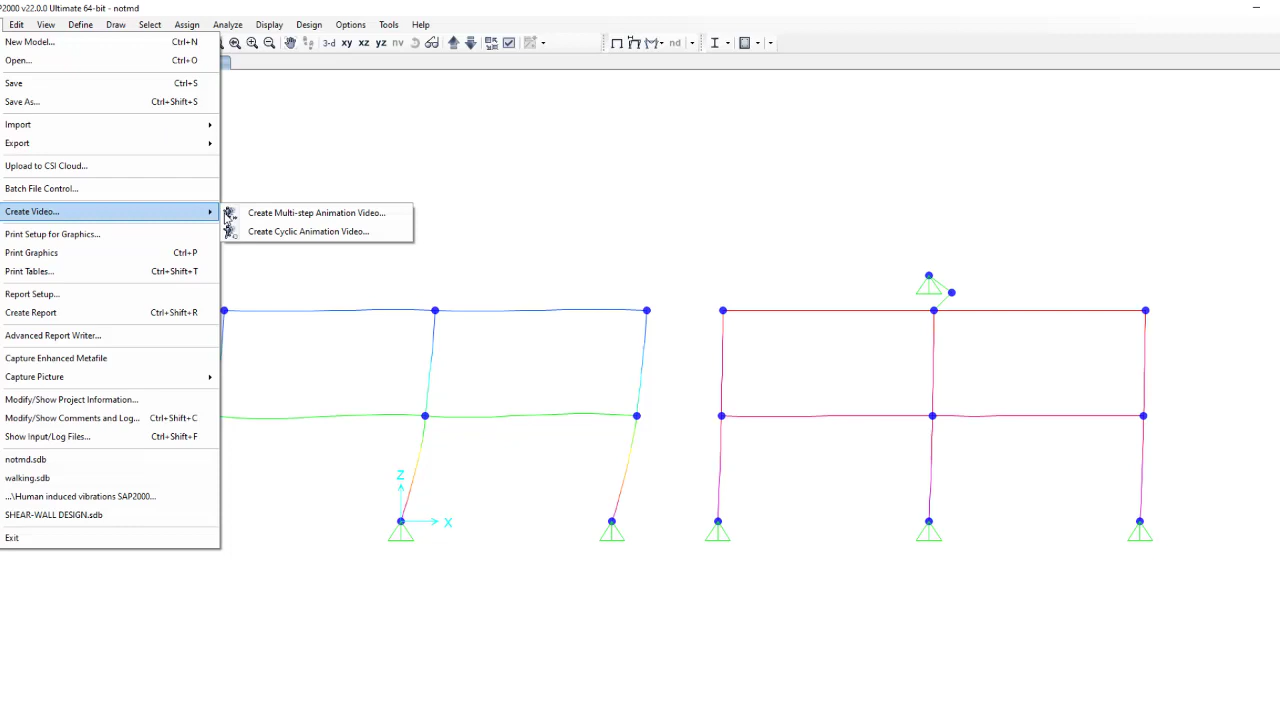 P2000 v22.0.0 Ultimate 64-bit - notmd
Edit View Define Draw Select Assign Analyze Display Design Options Tools Help
New Model... Ctrl+N
3-d xy xz yz nv nd
Open... Ctrl+O
Save Ctrl+S
Save As... Ctrl+Shift+S
Import
Export
Upload to CSI Cloud...
Batch File Control...
Create Video...
Create Multi-step Animation Video...
Create Cyclic Animation Video...
Print Setup for Graphics...
Print Graphics Ctrl+P
Print Tables... Ctrl+Shift+T
Report Setup...
Create Report Ctrl+Shift+R
Advanced Report Writer...
Capture Enhanced Metafile
Capture Picture
Modify/Show Project Information...
Modify/Show Comments and Log... Ctrl+Shift+C
Show Input/Log Files... Ctrl+Shift+F
notmd.sdb
walking.sdb
...\Human induced vibrations SAP2000...
SHEAR-WALL DESIGN.sdb
Exit
Z
X